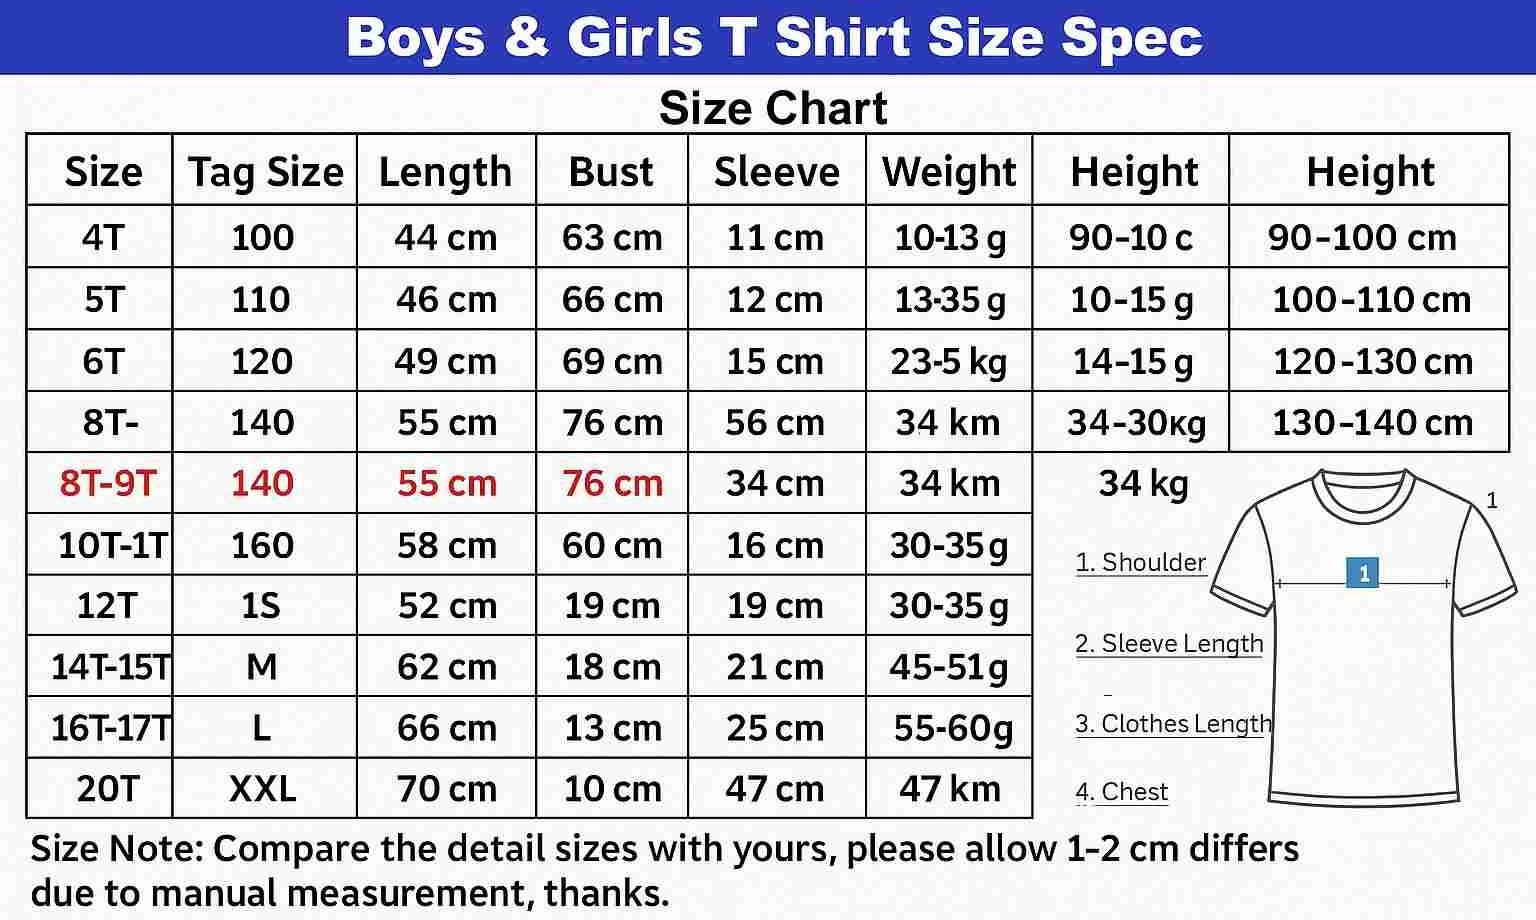 Boys & Girls T Shirt Size Spec
Size Chart
Size Tag Size Length Bust Sleeve Weight Height Height
4T 100 44 cm 63 cm 11 cm 10-13 g 90-10 c 90-100 cm
5T 110 46 cm 66 cm 12 cm 13-35 g 10-15 g 100-110 cm
6T 120 49 cm 69 cm 15 cm 23-5 kg 14-15 g 120-130 cm
8T- 140 55 cm 76 cm 56 cm 34 km 34-30кg 130-140 cm
8T-9T 140 55 cm 76 cm 34 cm 34 km 34 kg
1
10T-1T 160 58 cm 60 cm 16 cm 30-35 g
1. Shoulder 1
12T 1S 52 cm 19 cm 19 cm 30-35 g
2. Sleeve Length
14T-15T M 62 cm 18 cm 21 cm 45-51 g
16T-17T L 66 cm 13 cm 25 cm 55-60g
3. Clothes Length
20T XXL 70 cm 10 cm 47 cm 47 km
4. Chest
Size Note: Compare the detail sizes with yours, please allow 1-2 cm differs
due to manual measurement, thanks.